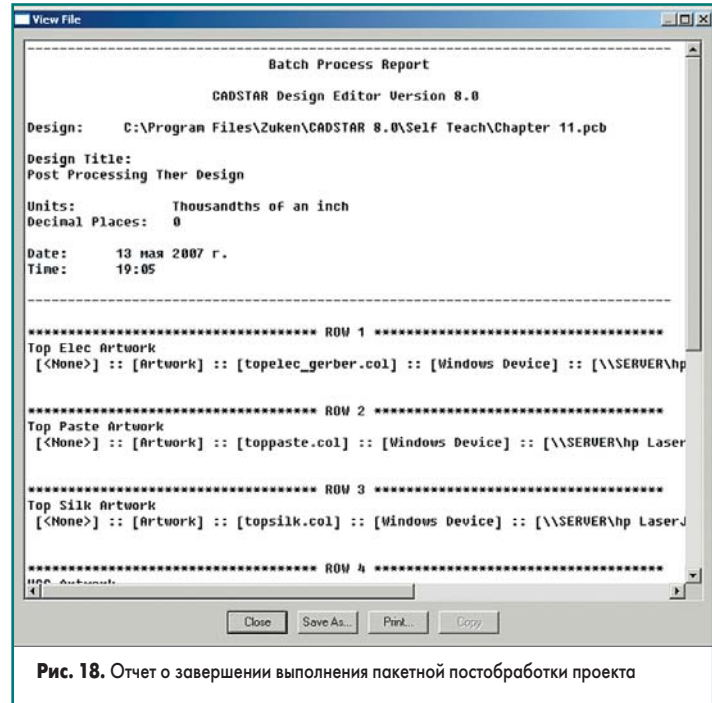 View File
Batch Process Report
CADSTAR Design Editor Version 8.0
Design: C:\Program Files\Zuken\CADSTAR 8.0\Self Teach\Chapter 11.pcb
Design Title:
Post Processing Ther Design
Units: Thousandths of an inch
Decimal Places: 0
Date: 13 мая 2007 г.
Time: 19:05
************************************ ROW 1 ************************************
Top Elec Artwork
[<None>] :: [Artwork] :: [topelec_gerber.col] :: [Windows Device] :: [\\SERVER\hp
************************************ ROW 2 ************************************
Top Paste Artwork
[<None>] :: [Artwork] :: [toppaste.col] :: [Windows Device] :: [\\SERVER\hp Laser
************************************ ROW 3 ************************************
Top Silk Artwork
[<None>] :: [Artwork] :: [topsilk.col] :: [Windows Device] :: [\\SERVER\hp LaserJ
************************************ ROW 4 ************************************
Close Save As... Print... Copy
Рис. 18. Отчет о завершении выполнения пакетной постобработки проекта